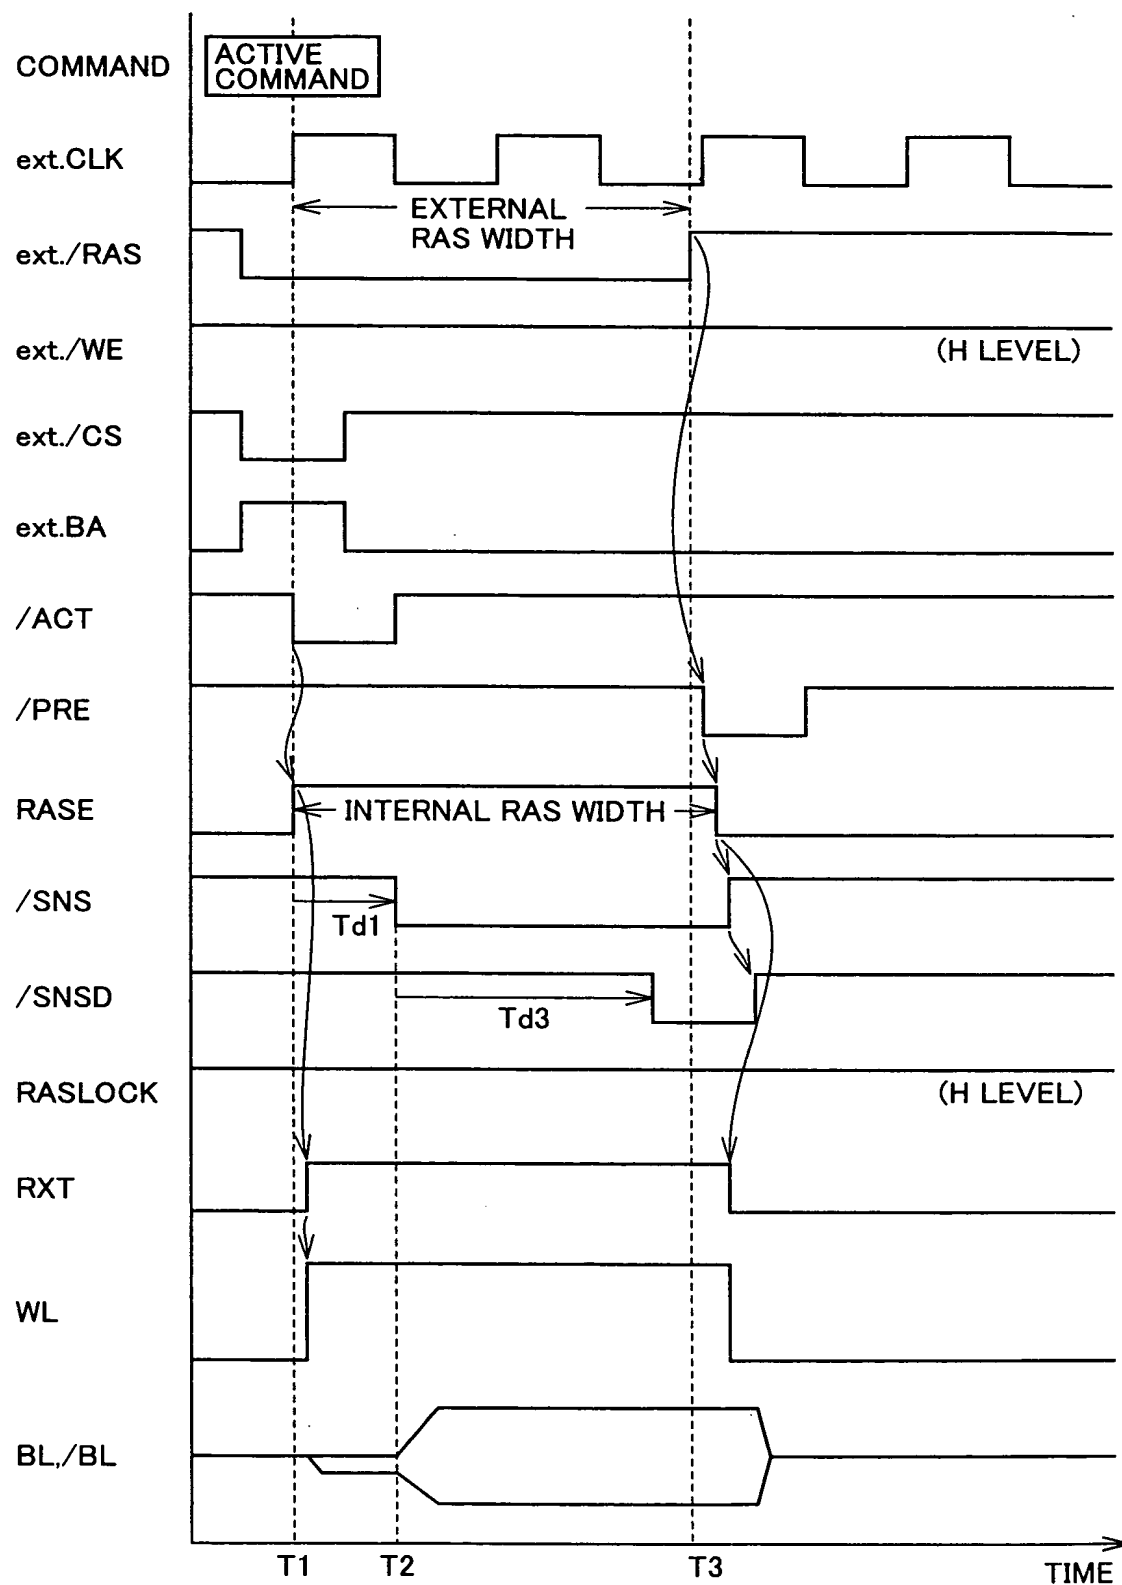 COMMAND
ACTIVE
COMMAND
ext.CLK
EXTERNAL
RAS WIDTH
ext./RAS
ext./WE
(H LEVEL)
ext./CS
ext.BA
/ACT
/PRE
RASE
INTERNAL RAS WIDTH
/SNS
Td1
/SNSD
Td3
RASLOCK
(H LEVEL)
RXT
WL
BL,/BL
T1
T2
T3
TIME